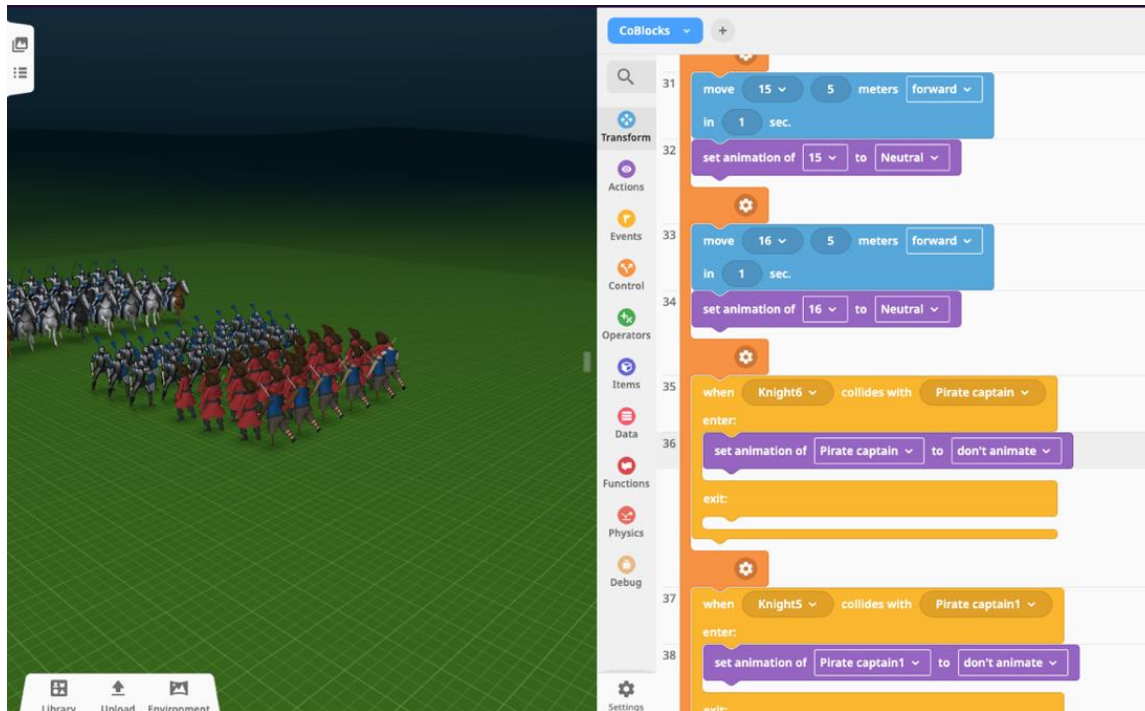 CoBlocks
+
Transform
Actions
Events
Control
Operators
Items
Data
Functions
Physics
Debug
Settings
31
move 15 5 meters forward
in 1 sec.
32
set animation of 15 to Neutral
33
move 16 5 meters forward
in 1 sec.
34
set animation of 16 to Neutral
35
when Knight6 collides with Pirate captain
enter:
36
set animation of Pirate captain to don't animate
exit:
37
when Knight5 collides with Pirate captain1
enter:
38
set animation of Pirate captain1 to don't animate
exit:
Library Upload Environment